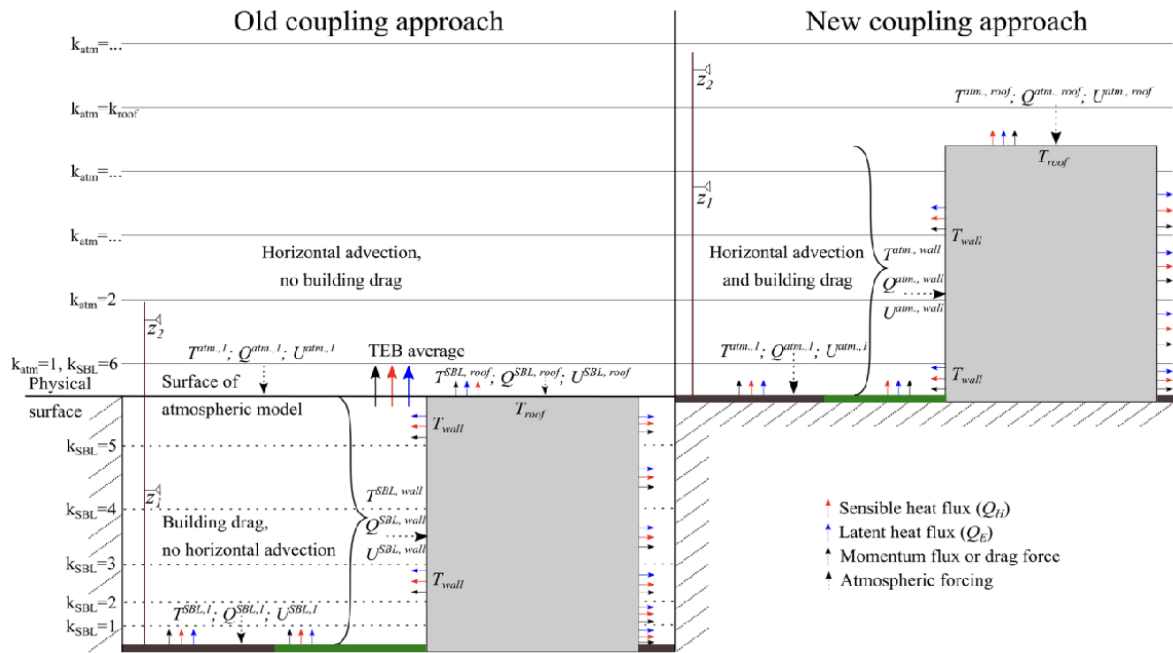 Old coupling approach
New coupling approach
k_atm=...
k_atm=k_roof
k_atm=...
k_atm=...
k_atm=2
k_atm=1, k_SBL=6
Physical
surface
k_SBL=5
k_SBL=4
k_SBL=3
k_SBL=2
k_SBL=1
Horizontal advection,
no building drag
z_2
T^atm.,1; Q^atm.,1; U^atm.,1
TEB average
T^SBL, roof; Q^SBL, roof; U^SBL, roof
Surface of
atmospheric model
T_roof
T_wall
z_1
T^SBL, wall
Building drag,
no horizontal advection
Q^SBL, wall
U^SBL, wall
T_wall
T^SBL,1; Q^SBL,1; U^SBL,1
z_2
T^atm., roof; Q^atm., roof; U^atm., roof
T_roof
z_1
T_wall
Horizontal advection
and building drag
T^atm., wall
Q^atm., wall
U^atm., wall
T^atm.,1; Q^atm.,1; U^atm.,1
T_wall
Sensible heat flux (Q_H)
Latent heat flux (Q_E)
Momentum flux or drag force
Atmospheric forcing